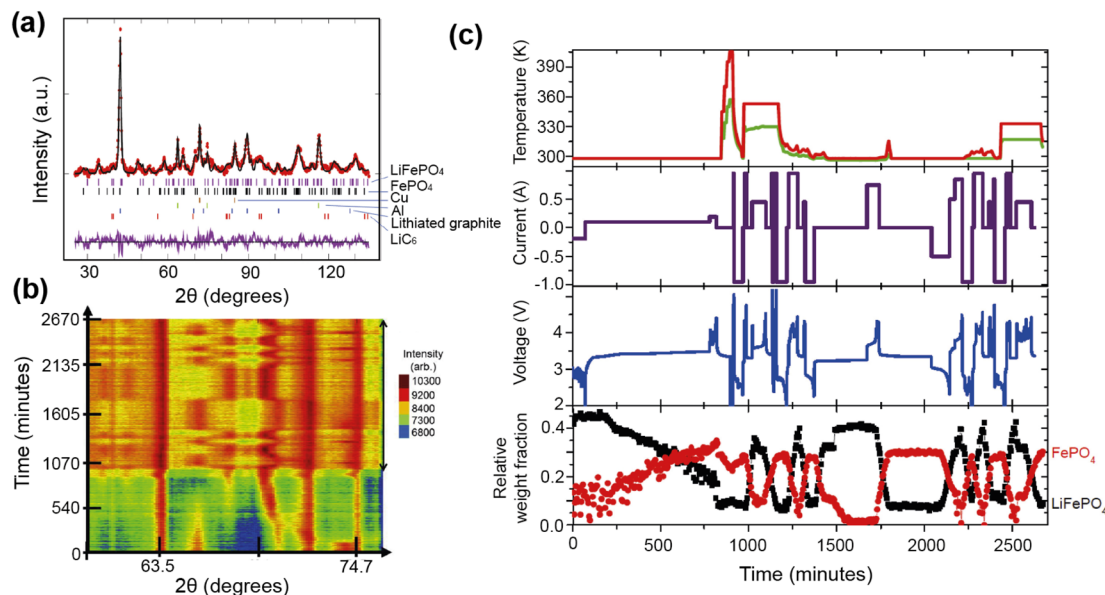 (a)
Intensity (a.u.)
LiFePO₄
FePO₄
Cu
Al
Lithiated graphite
LiC₆
30 60 90 120
2θ (degrees)
(b)
Time (minutes)
2670
2135
1605
1070
540
0
63.5 74.7
2θ (degrees)
Intensity
(arb.)
10300
9200
8400
7300
6800
(c)
Temperature (K)
390
360
330
300
Current (A)
0.5
0.0
-0.5
-1.0
Voltage (V)
4
3
2
Relative
weight fraction
0.4
0.2
0.0
FePO₄
LiFePO₄
0 500 1000 1500 2000 2500
Time (minutes)